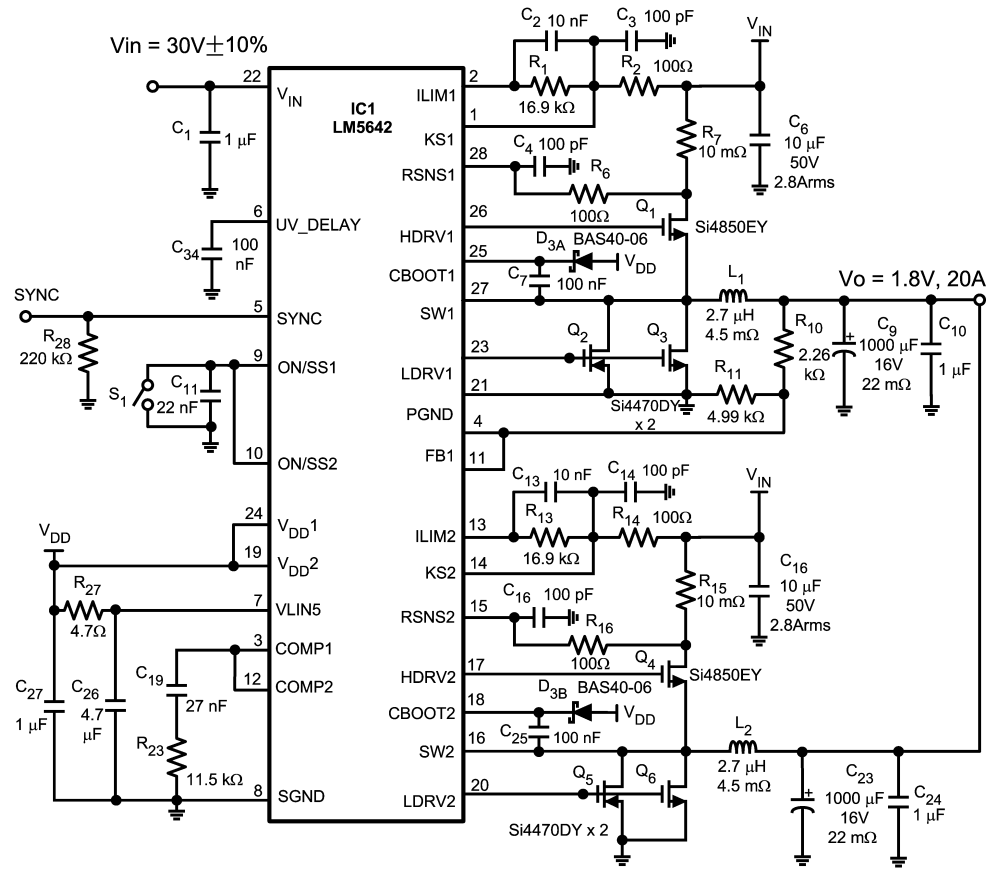 Vin = 30V±10%
IC1
LM5642
22
V_IN
C1
1 μF
6
UV_DELAY
C34
100
nF
SYNC
5
SYNC
R28
220 kΩ
9
ON/SS1
S1
C11
22 nF
10
ON/SS2
24
VDD1
VDD
19
VDD2
R27
4.7Ω
7
VLIN5
3
COMP1
12
COMP2
C19
27 nF
C27
1 μF
C26
4.7
μF
R23
11.5 kΩ
8
SGND
2
ILIM1
C2 10 nF
C3 100 pF
R1
16.9 kΩ
R2
100Ω
VIN
1
KS1
R7
10 mΩ
C6
10 μF
50V
2.8Arms
28
RSNS1
C4 100 pF
R6
100Ω
26
HDRV1
Q1
Si4850EY
25
CBOOT1
D3A BAS40-06
VDD
C7
100 nF
27
SW1
L1
2.7 μH
4.5 mΩ
Vo = 1.8V, 20A
Q2
Q3
R10
2.26
kΩ
C9
1000 μF
16V
22 mΩ
C10
1 μF
23
LDRV1
21
PGND
Si4470DY
x 2
R11
4.99 kΩ
4
FB1
11
13
ILIM2
C13 10 nF
C14 100 pF
R13
16.9 kΩ
R14
100Ω
VIN
14
KS2
R15
10 mΩ
C16
10 μF
50V
2.8Arms
15
RSNS2
C16 100 pF
R16
100Ω
17
HDRV2
Q4
Si4850EY
18
CBOOT2
D3B BAS40-06
VDD
C25
100 nF
16
SW2
L2
2.7 μH
4.5 mΩ
20
LDRV2
Q5
Q6
Si4470DY x 2
C23
1000 μF
16V
22 mΩ
C24
1 μF